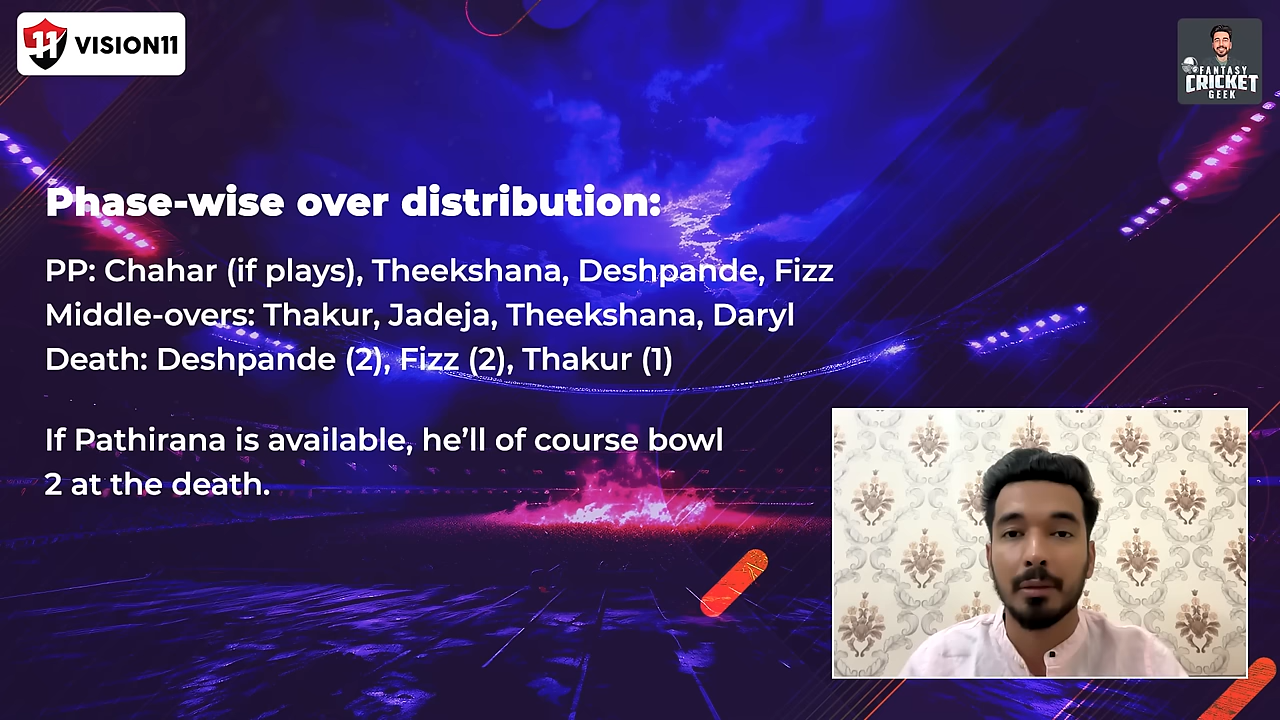 VISION11
FANTASY
CRICKET
GEEK
Phase-wise over distribution:
PP: Chahar (if plays), Theekshana, Deshpande, Fizz
Middle-overs: Thakur, Jadeja, Theekshana, Daryl
Death: Deshpande (2), Fizz (2), Thakur (1)
If Pathirana is available, he’ll of course bowl
2 at the death.